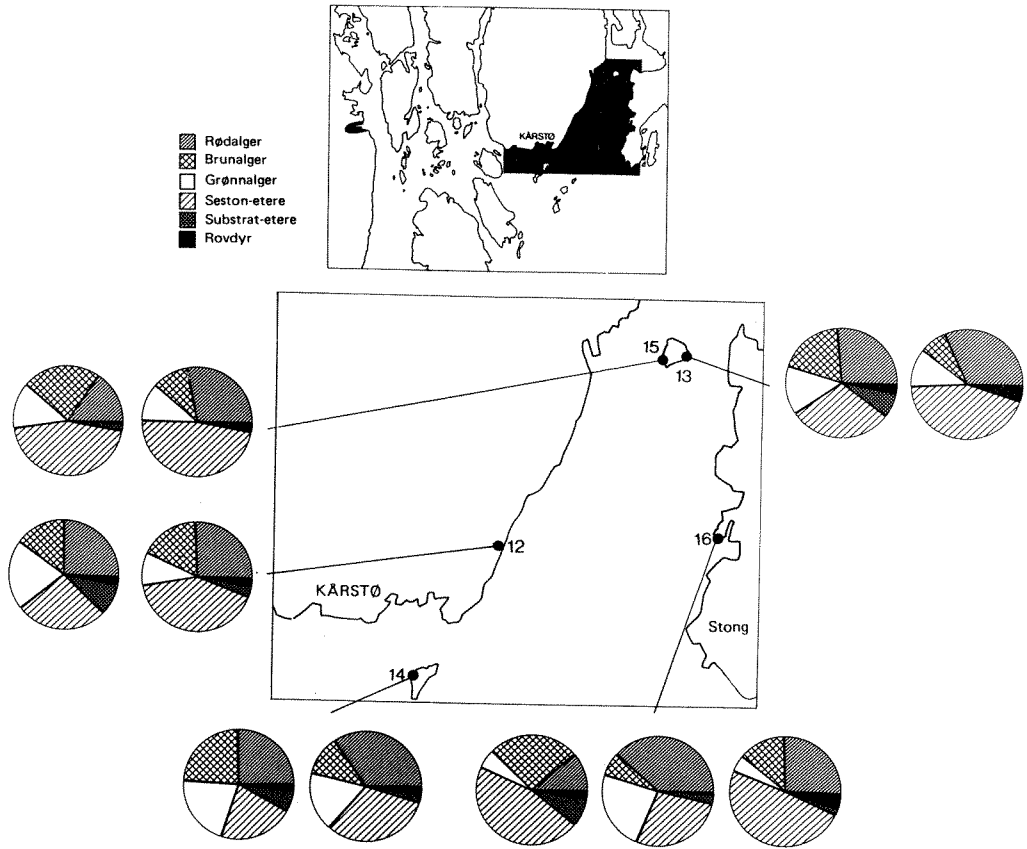 KÅRSTØ
Rødalger
Brunalger
Grønnalger
Seston-etere
Substrat-etere
Rovdyr
15
13
12
16
KÅRSTØ
Stong
14